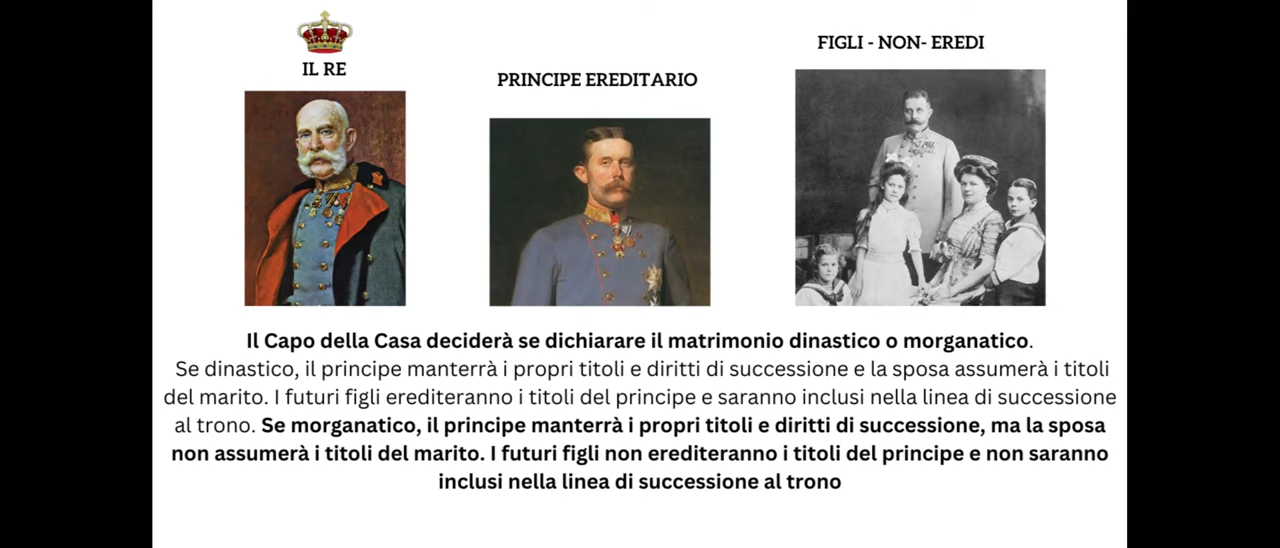 IL RE
PRINCIPE EREDITARIO
FIGLI - NON- EREDI
Il Capo della Casa deciderà se dichiarare il matrimonio dinastico o morganatico.
Se dinastico, il principe manterrà i propri titoli e diritti di successione e la sposa assumerà i titoli
del marito. I futuri figli erediteranno i titoli del principe e saranno inclusi nella linea di successione
al trono. Se morganatico, il principe manterrà i propri titoli e diritti di successione, ma la sposa
non assumerà i titoli del marito. I futuri figli non erediteranno i titoli del principe e non saranno
inclusi nella linea di successione al trono